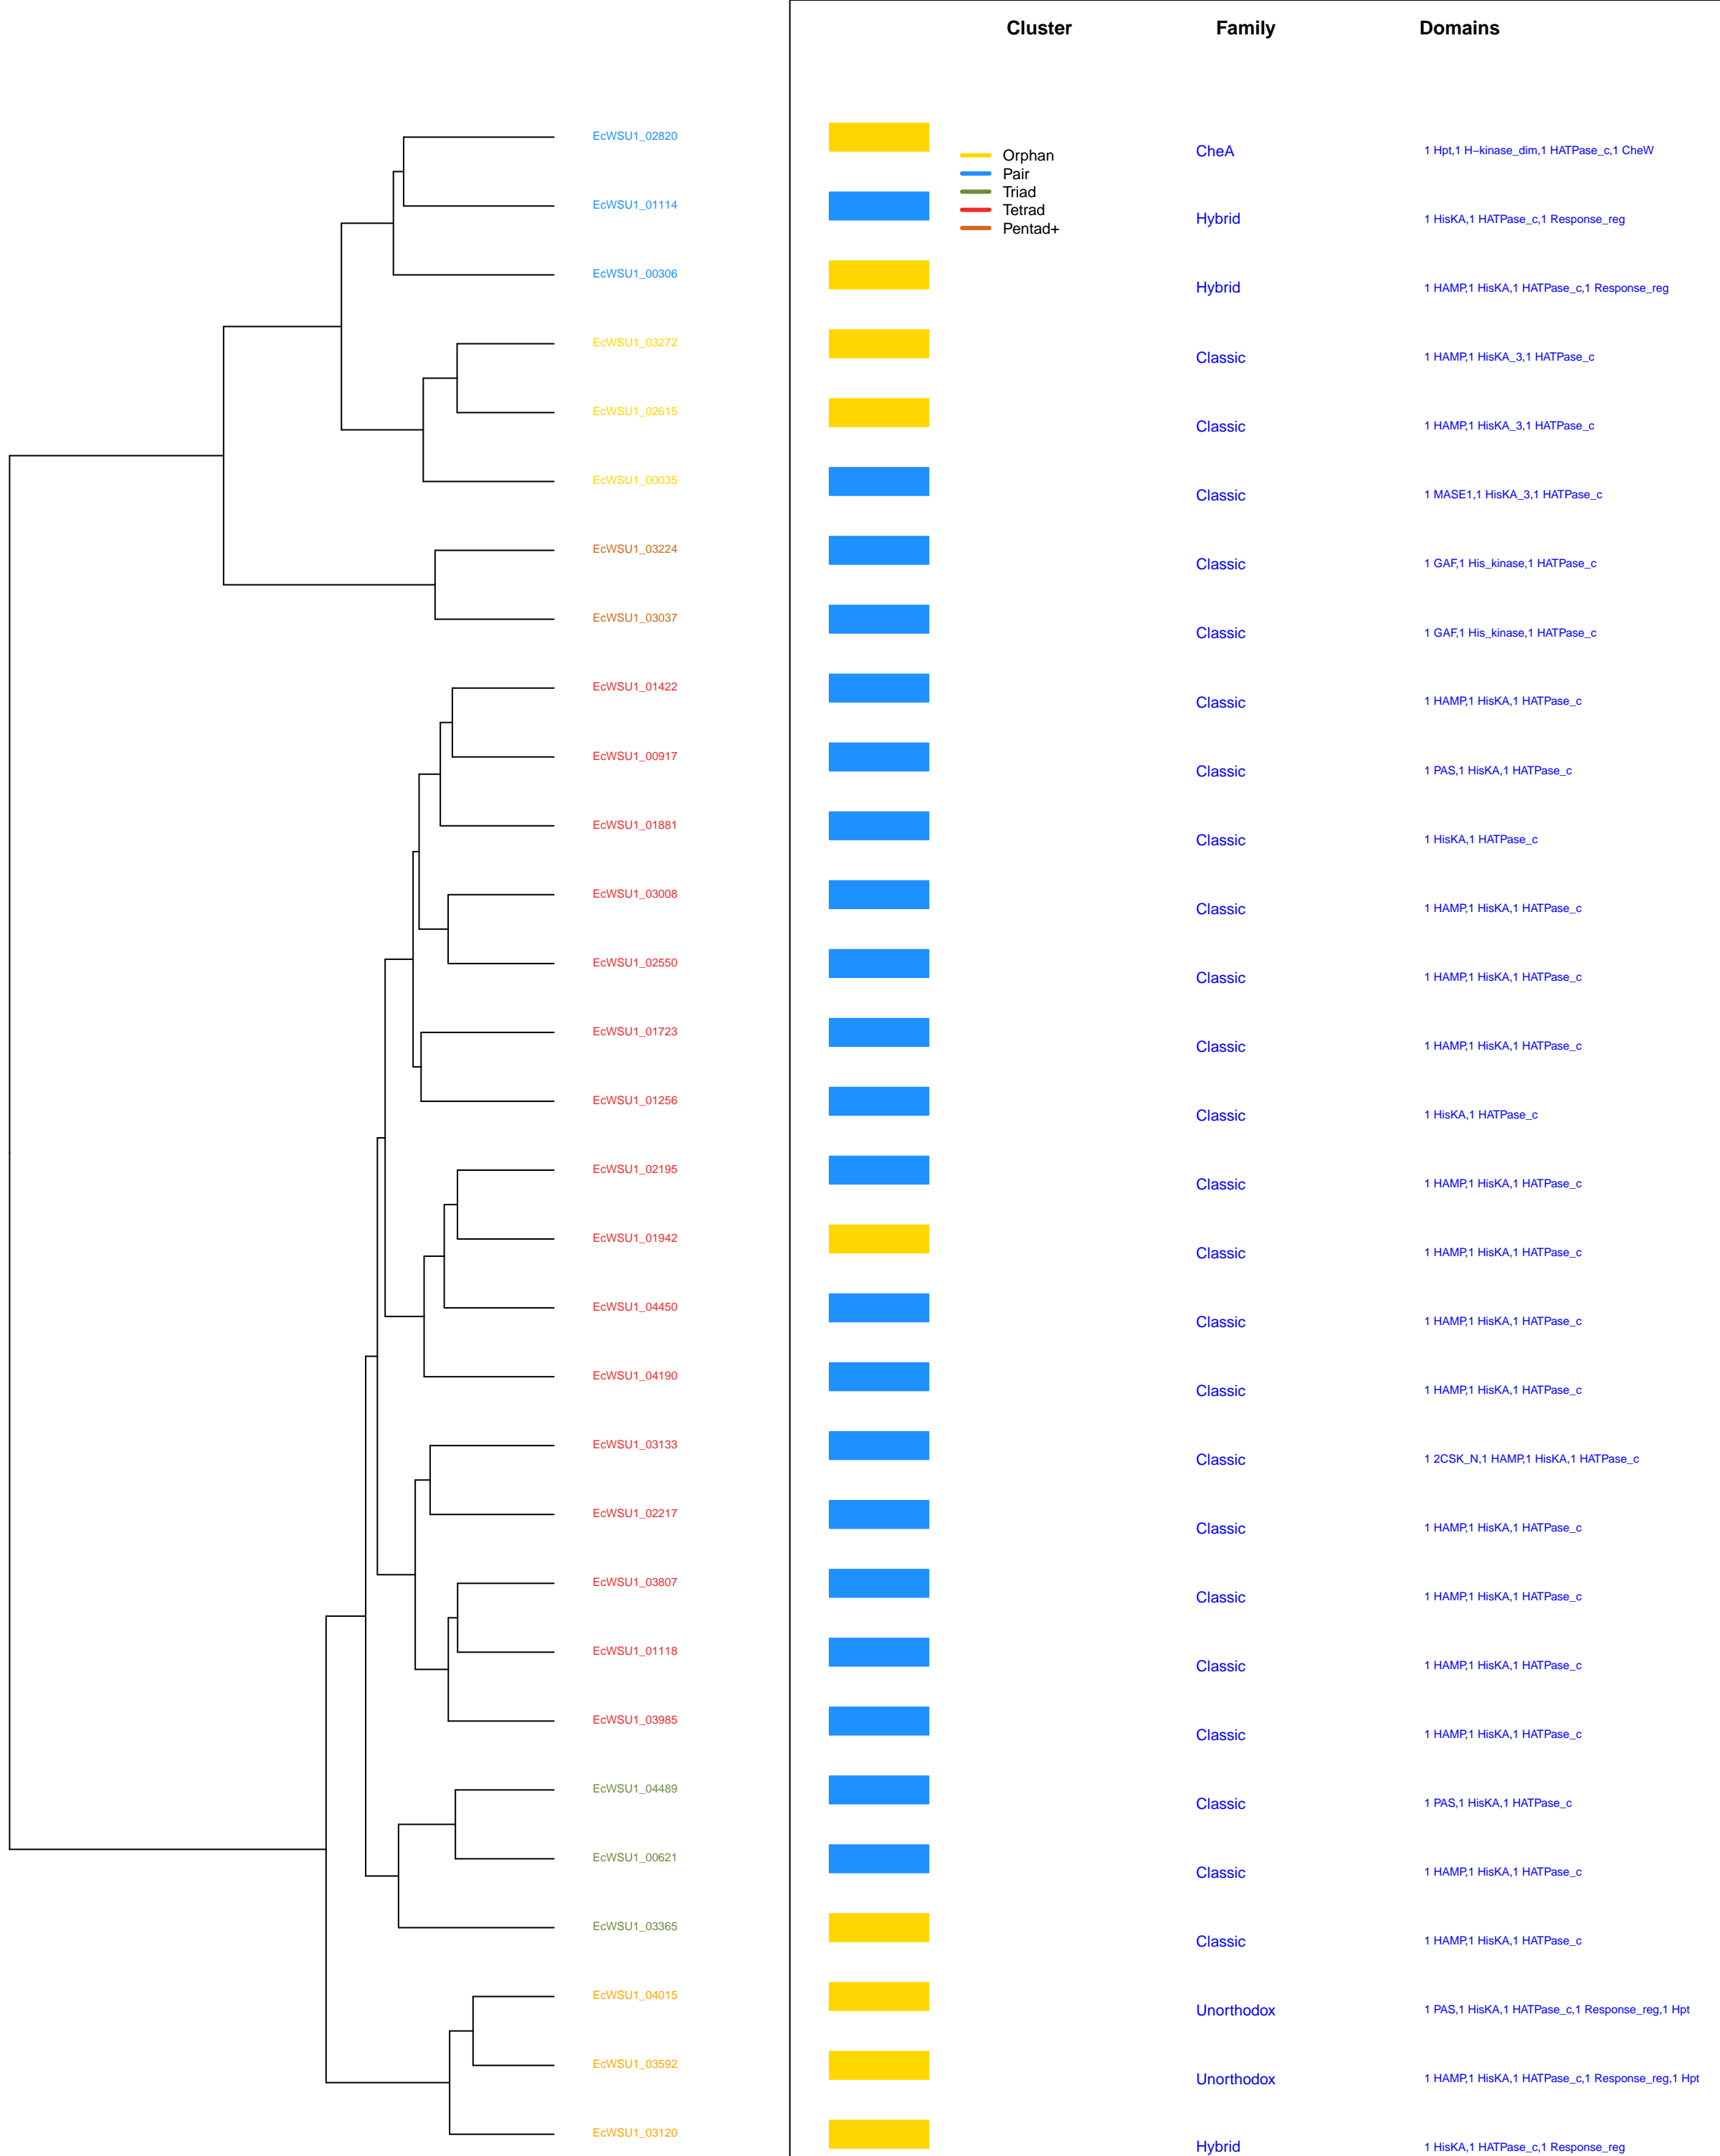 Cluster Family Domains
EcWSU1_02820
Orphan
CheA 1 Hpt,1 H−kinase_dim,1 HATPase_c,1 CheW
Pair
Triad
EcWSU1_01114
Tetrad
Hybrid 1 HisKA,1 HATPase_c,1 Response_reg
Pentad+
EcWSU1_00306
Hybrid 1 HAMP,1 HisKA,1 HATPase_c,1 Response_reg
EcWSU1_03272
Classic 1 HAMP,1 HisKA_3,1 HATPase_c
EcWSU1_02615
Classic 1 HAMP,1 HisKA_3,1 HATPase_c
EcWSU1_00035
Classic 1 MASE1,1 HisKA_3,1 HATPase_c
EcWSU1_03224
Classic 1 GAF,1 His_kinase,1 HATPase_c
EcWSU1_03037
Classic 1 GAF,1 His_kinase,1 HATPase_c
EcWSU1_01422
Classic 1 HAMP,1 HisKA,1 HATPase_c
EcWSU1_00917
Classic 1 PAS,1 HisKA,1 HATPase_c
EcWSU1_01881
Classic 1 HisKA,1 HATPase_c
EcWSU1_03008
Classic 1 HAMP,1 HisKA,1 HATPase_c
EcWSU1_02550
Classic 1 HAMP,1 HisKA,1 HATPase_c
EcWSU1_01723
Classic 1 HAMP,1 HisKA,1 HATPase_c
EcWSU1_01256
Classic 1 HisKA,1 HATPase_c
EcWSU1_02195
Classic 1 HAMP,1 HisKA,1 HATPase_c
EcWSU1_01942
Classic 1 HAMP,1 HisKA,1 HATPase_c
EcWSU1_04450
Classic 1 HAMP,1 HisKA,1 HATPase_c
EcWSU1_04190
Classic 1 HAMP,1 HisKA,1 HATPase_c
EcWSU1_03133
Classic 1 2CSK_N,1 HAMP,1 HisKA,1 HATPase_c
EcWSU1_02217
Classic 1 HAMP,1 HisKA,1 HATPase_c
EcWSU1_03807
Classic 1 HAMP,1 HisKA,1 HATPase_c
EcWSU1_01118
Classic 1 HAMP,1 HisKA,1 HATPase_c
EcWSU1_03985
Classic 1 HAMP,1 HisKA,1 HATPase_c
EcWSU1_04489
Classic 1 PAS,1 HisKA,1 HATPase_c
EcWSU1_00621
Classic 1 HAMP,1 HisKA,1 HATPase_c
EcWSU1_03365
Classic 1 HAMP,1 HisKA,1 HATPase_c
EcWSU1_04015
Unorthodox 1 PAS,1 HisKA,1 HATPase_c,1 Response_reg,1 Hpt
EcWSU1_03592
Unorthodox 1 HAMP,1 HisKA,1 HATPase_c,1 Response_reg,1 Hpt
EcWSU1_03120
Hybrid 1 HisKA,1 HATPase_c,1 Response_reg